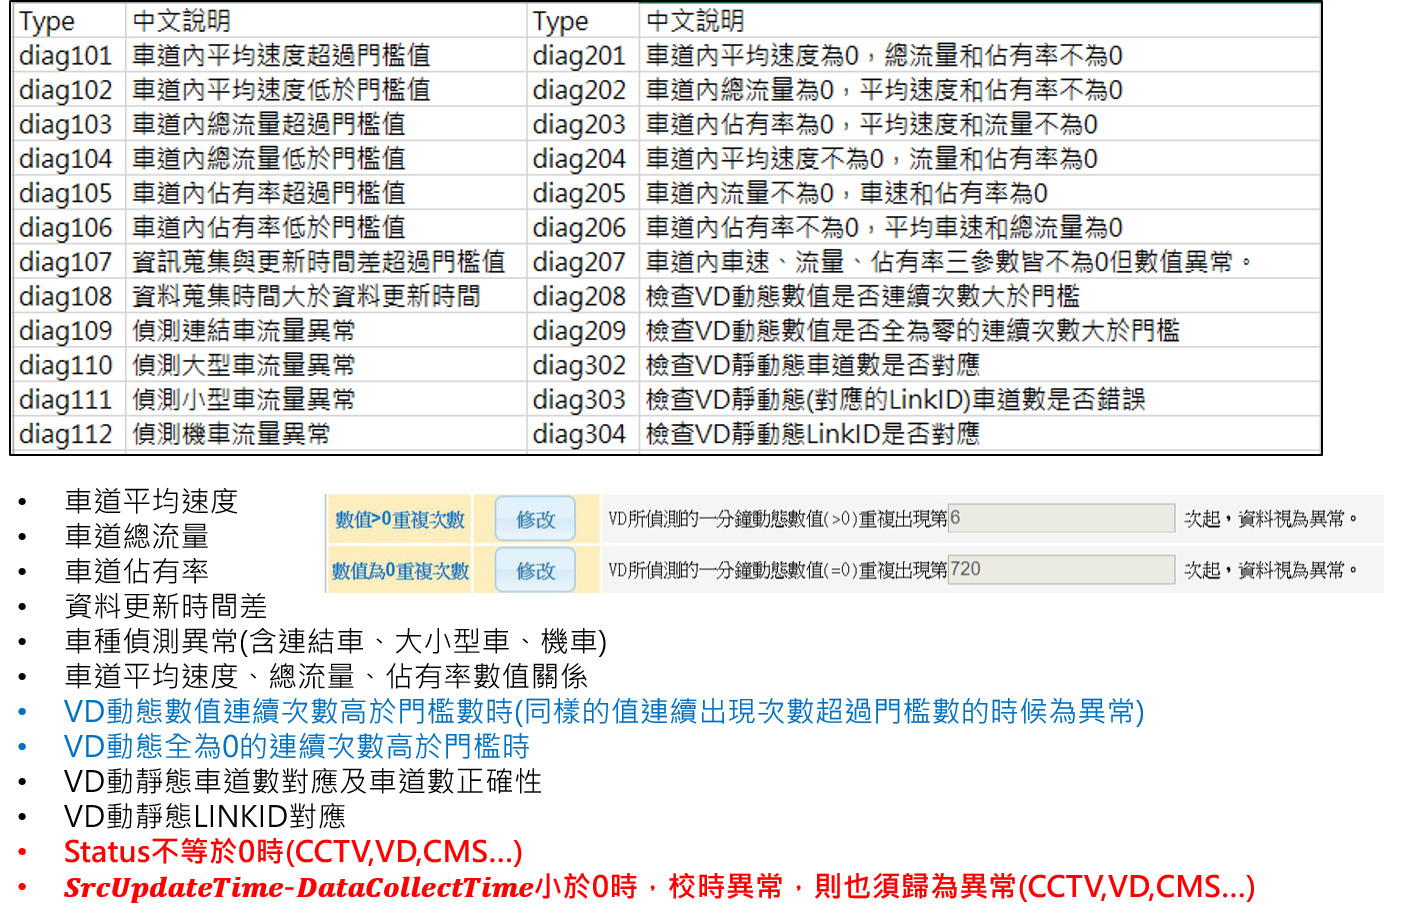 Type 中文說明 Type 中文說明
diag101 車道內平均速度超過門檻值 diag201 車道內平均速度為0，總流量和佔有率不為0
diag102 車道內平均速度低於門檻值 diag202 車道內總流量為0，平均速度和佔有率不為0
diag103 車道內總流量超過門檻值 diag203 車道內佔有率為0，平均速度和流量不為0
diag104 車道內總流量低於門檻值 diag204 車道內平均速度不為0，流量和佔有率為0
diag105 車道內佔有率超過門檻值 diag205 車道內流量不為0，車速和佔有率為0
diag106 車道內佔有率低於門檻值 diag206 車道內佔有率不為0，平均車速和總流量為0
diag107 資訊蒐集與更新時間差超過門檻值 diag207 車道內車速、流量、佔有率三參數皆不為0但數值異常。
diag108 資料蒐集時間大於資料更新時間 diag208 檢查VD動態數值是否連續次數大於門檻
diag109 偵測連結車流量異常 diag209 檢查VD動態數值是否全為零的連續次數大於門檻
diag110 偵測大型車流量異常 diag302 檢查VD靜動態車道數是否對應
diag111 偵測小型車流量異常 diag303 檢查VD靜動態(對應的LinkID)車道數是否錯誤
diag112 偵測機車流量異常 diag304 檢查VD靜動態LinkID是否對應
• 車道平均速度
• 車道總流量
• 車道佔有率
• 資料更新時間差
數值>0重複次數 修改 VD所偵測的一分鐘動態數值(>0)重複出現第6 次起，資料視為異常。
數值為0重複次數 修改 VD所偵測的一分鐘動態數值(=0)重複出現第720 次起，資料視為異常。
• 車種偵測異常(含連結車、大小型車、機車)
• 車道平均速度、總流量、佔有率數值關係
• VD動態數值連續次數高於門檻數時(同樣的值連續出現次數超過門檻數的時候為異常)
• VD動態全為0的連續次數高於門檻時
• VD動靜態車道數對應及車道數正確性
• VD動靜態LINKID對應
• Status不等於0時(CCTV,VD,CMS...)
• SrcUpdateTime-DataCollectTime小於0時，校時異常，則也須歸為異常(CCTV,VD,CMS...)